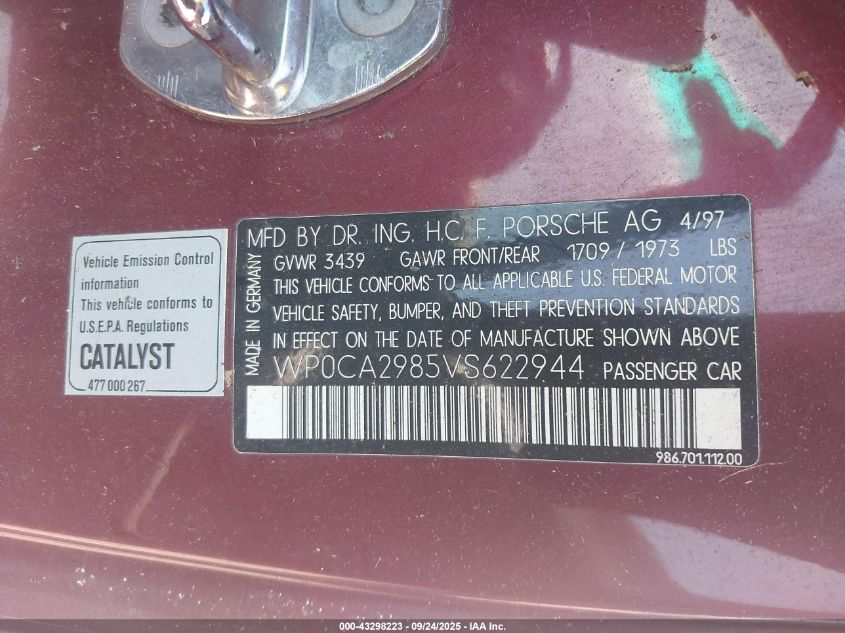 MFD BY DR. ING. H.C. F. PORSCHE AG 4/97
GVWR 3439 GAWR FRONT/REAR 1709 / 1973 LBS
THIS VEHICLE CONFORMS TO ALL APPLICABLE U.S. FEDERAL MOTOR
VEHICLE SAFETY, BUMPER, AND THEFT PREVENTION STANDARDS
IN EFFECT ON THE DATE OF MANUFACTURE SHOWN ABOVE
WP0CA2985VS622944 PASSENGER CAR
986.701.112.00
MADE IN GERMANY
Vehicle Emission Control
information
This vehicle conforms to
U.S.E.P.A. Regulations
CATALYST
477 000 267
000-43298223 - 09/24/2025 - IAA Inc.